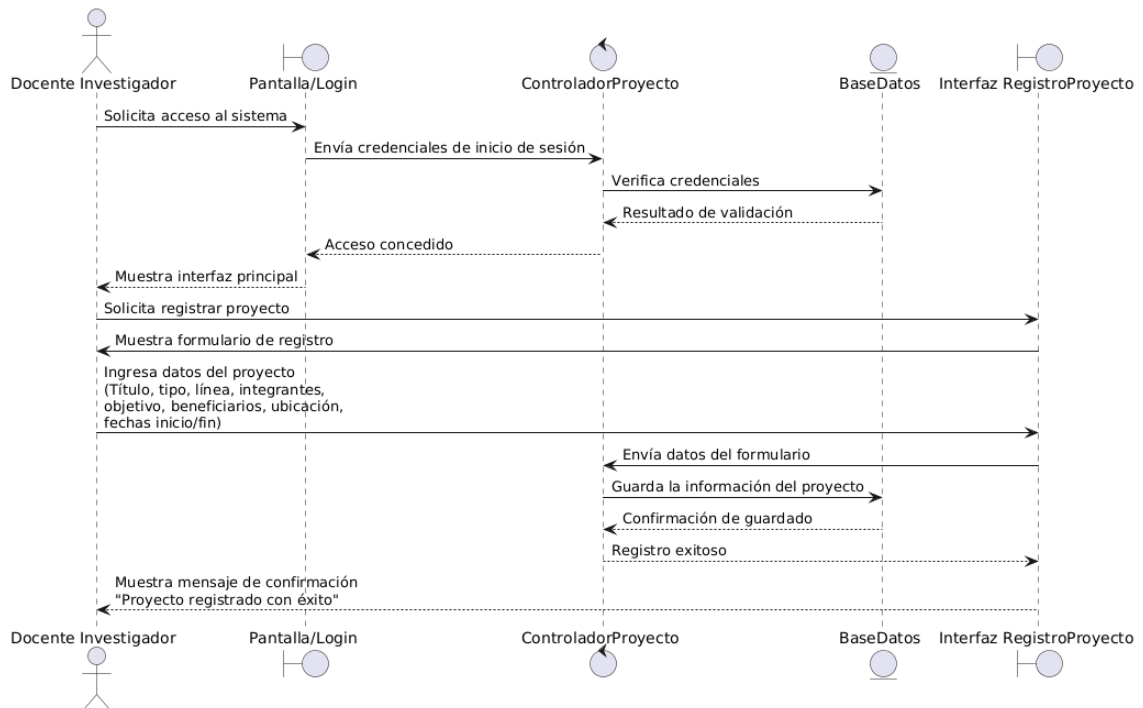 Docente Investigador
Pantalla/Login
ControladorProyecto
BaseDatos
Interfaz RegistroProyecto
Solicita acceso al sistema
Envía credenciales de inicio de sesión
Verifica credenciales
Resultado de validación
Acceso concedido
Muestra interfaz principal
Solicita registrar proyecto
Muestra formulario de registro
Ingresa datos del proyecto
(Título, tipo, línea, integrantes,
objetivo, beneficiarios, ubicación,
fechas inicio/fin)
Envía datos del formulario
Guarda la información del proyecto
Confirmación de guardado
Registro exitoso
Muestra mensaje de confirmación
"Proyecto registrado con éxito"
Docente Investigador
Pantalla/Login
ControladorProyecto
BaseDatos
Interfaz RegistroProyecto